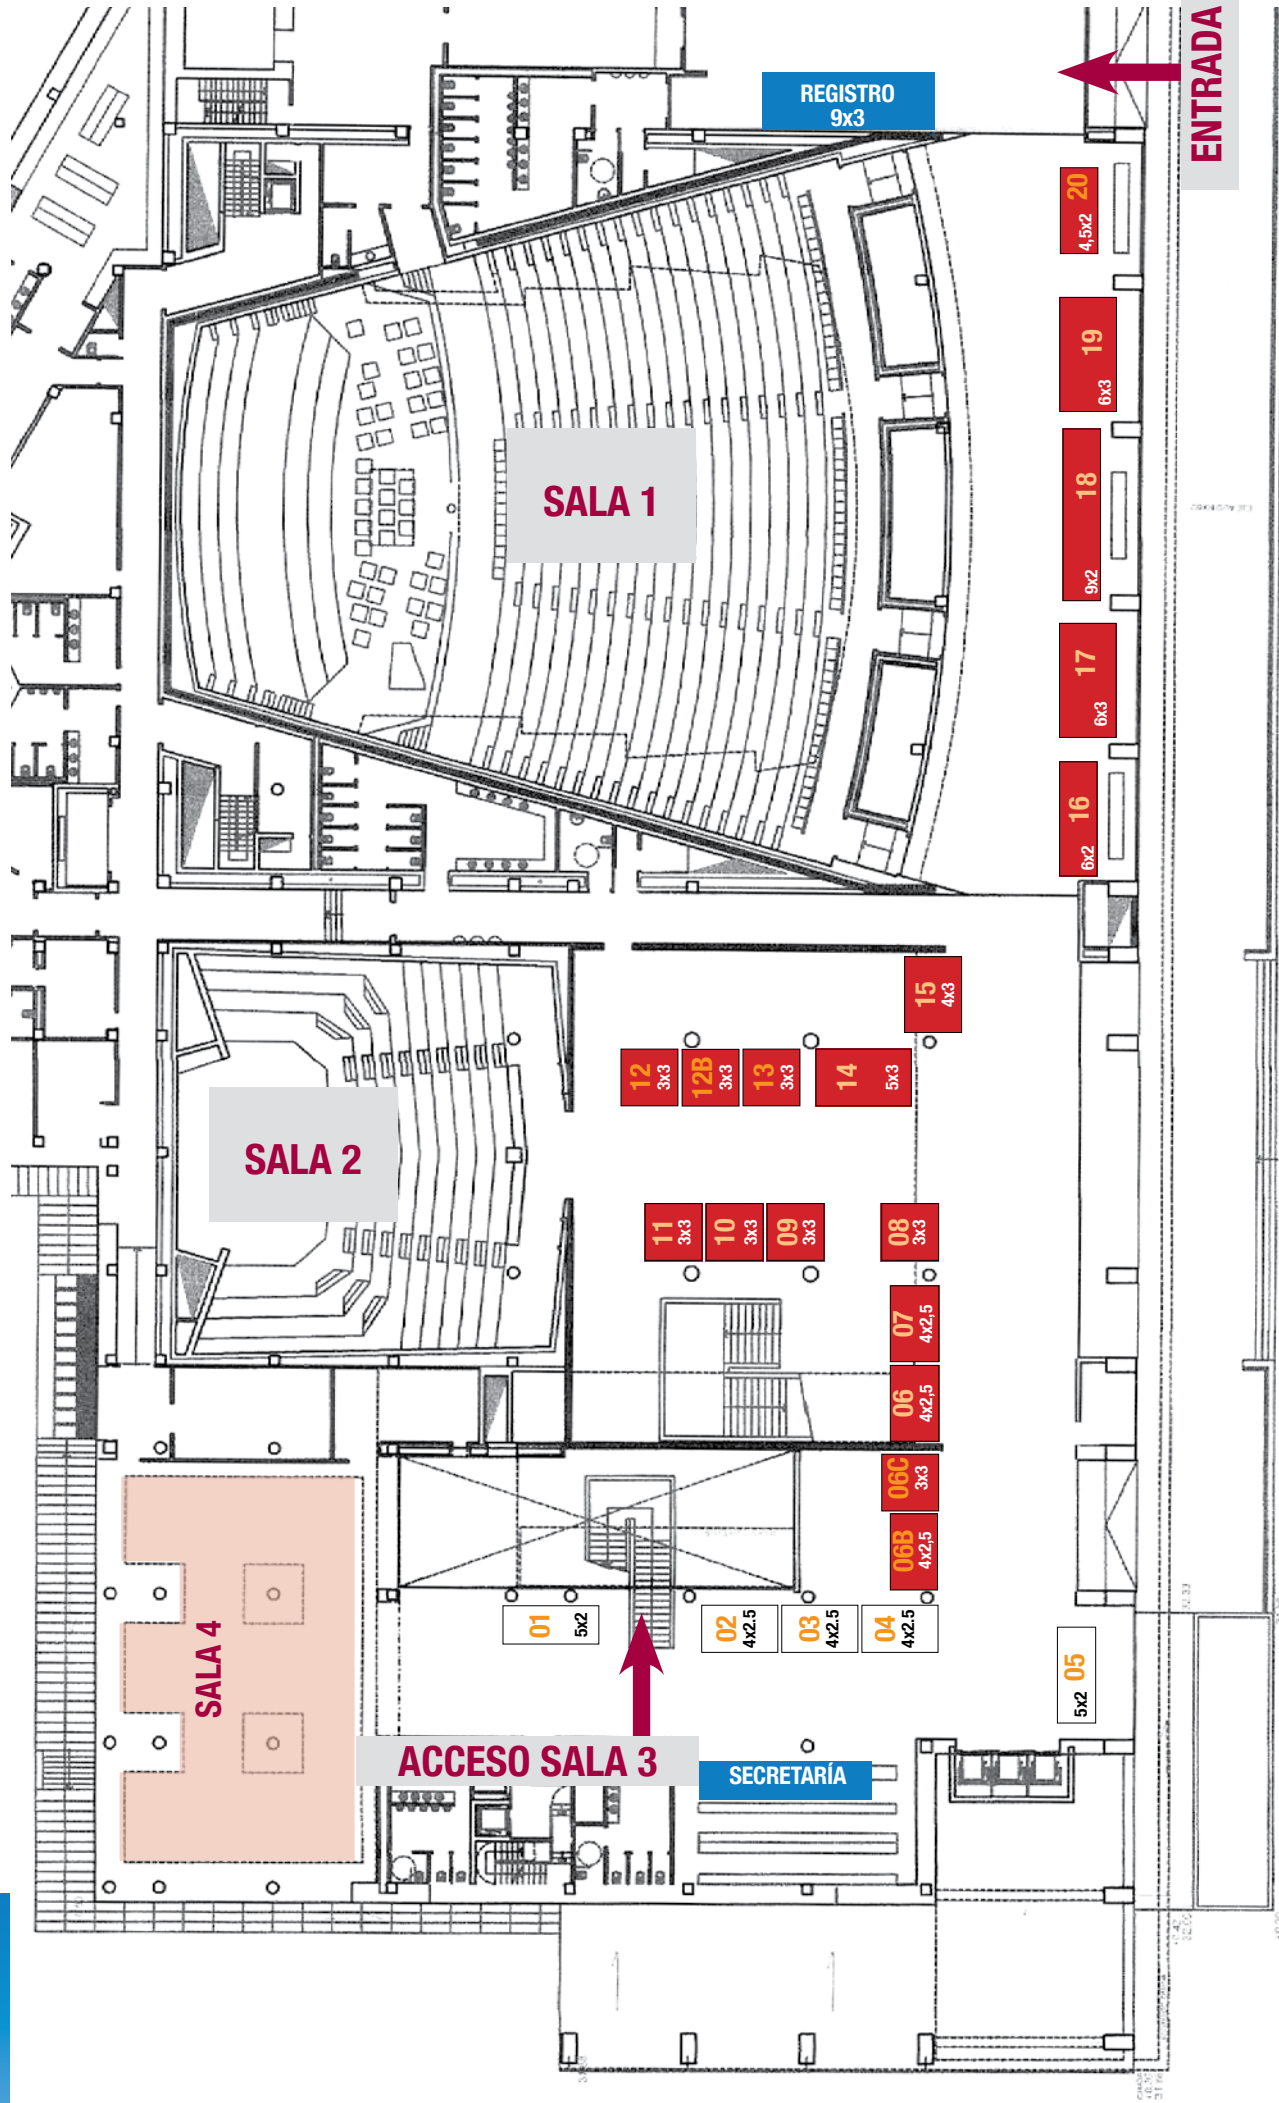 ENTRADA
REGISTRO
9x3
20
4,5x2
19
6x3
SALA 1
18
9x2
17
6x3
16
6x2
15
4x3
12
3x3
12B
3x3
13
3x3
14
5x3
SALA 2
11
3x3
10
3x3
09
3x3
08
3x3
07
4x2,5
06
4x2,5
06C
3x3
06B
4x2,5
01
5x2
02
4x2.5
03
4x2.5
04
4x2.5
05
5x2
SALA 4
ACCESO SALA 3
SECRETARÍA